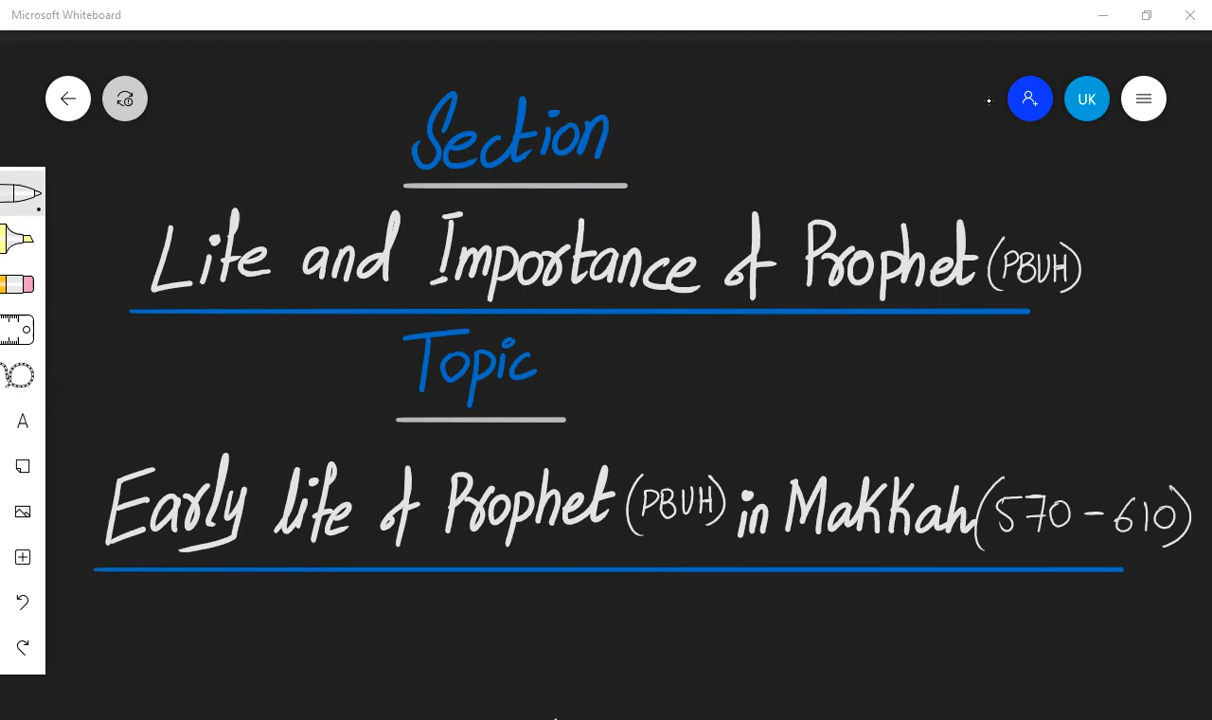 Microsoft Whiteboard
UK
Section
Life and Importance of Prophet (PBUH)
Topic
A
Early life of Prophet (PBUH) in Makkah (570 - 610)